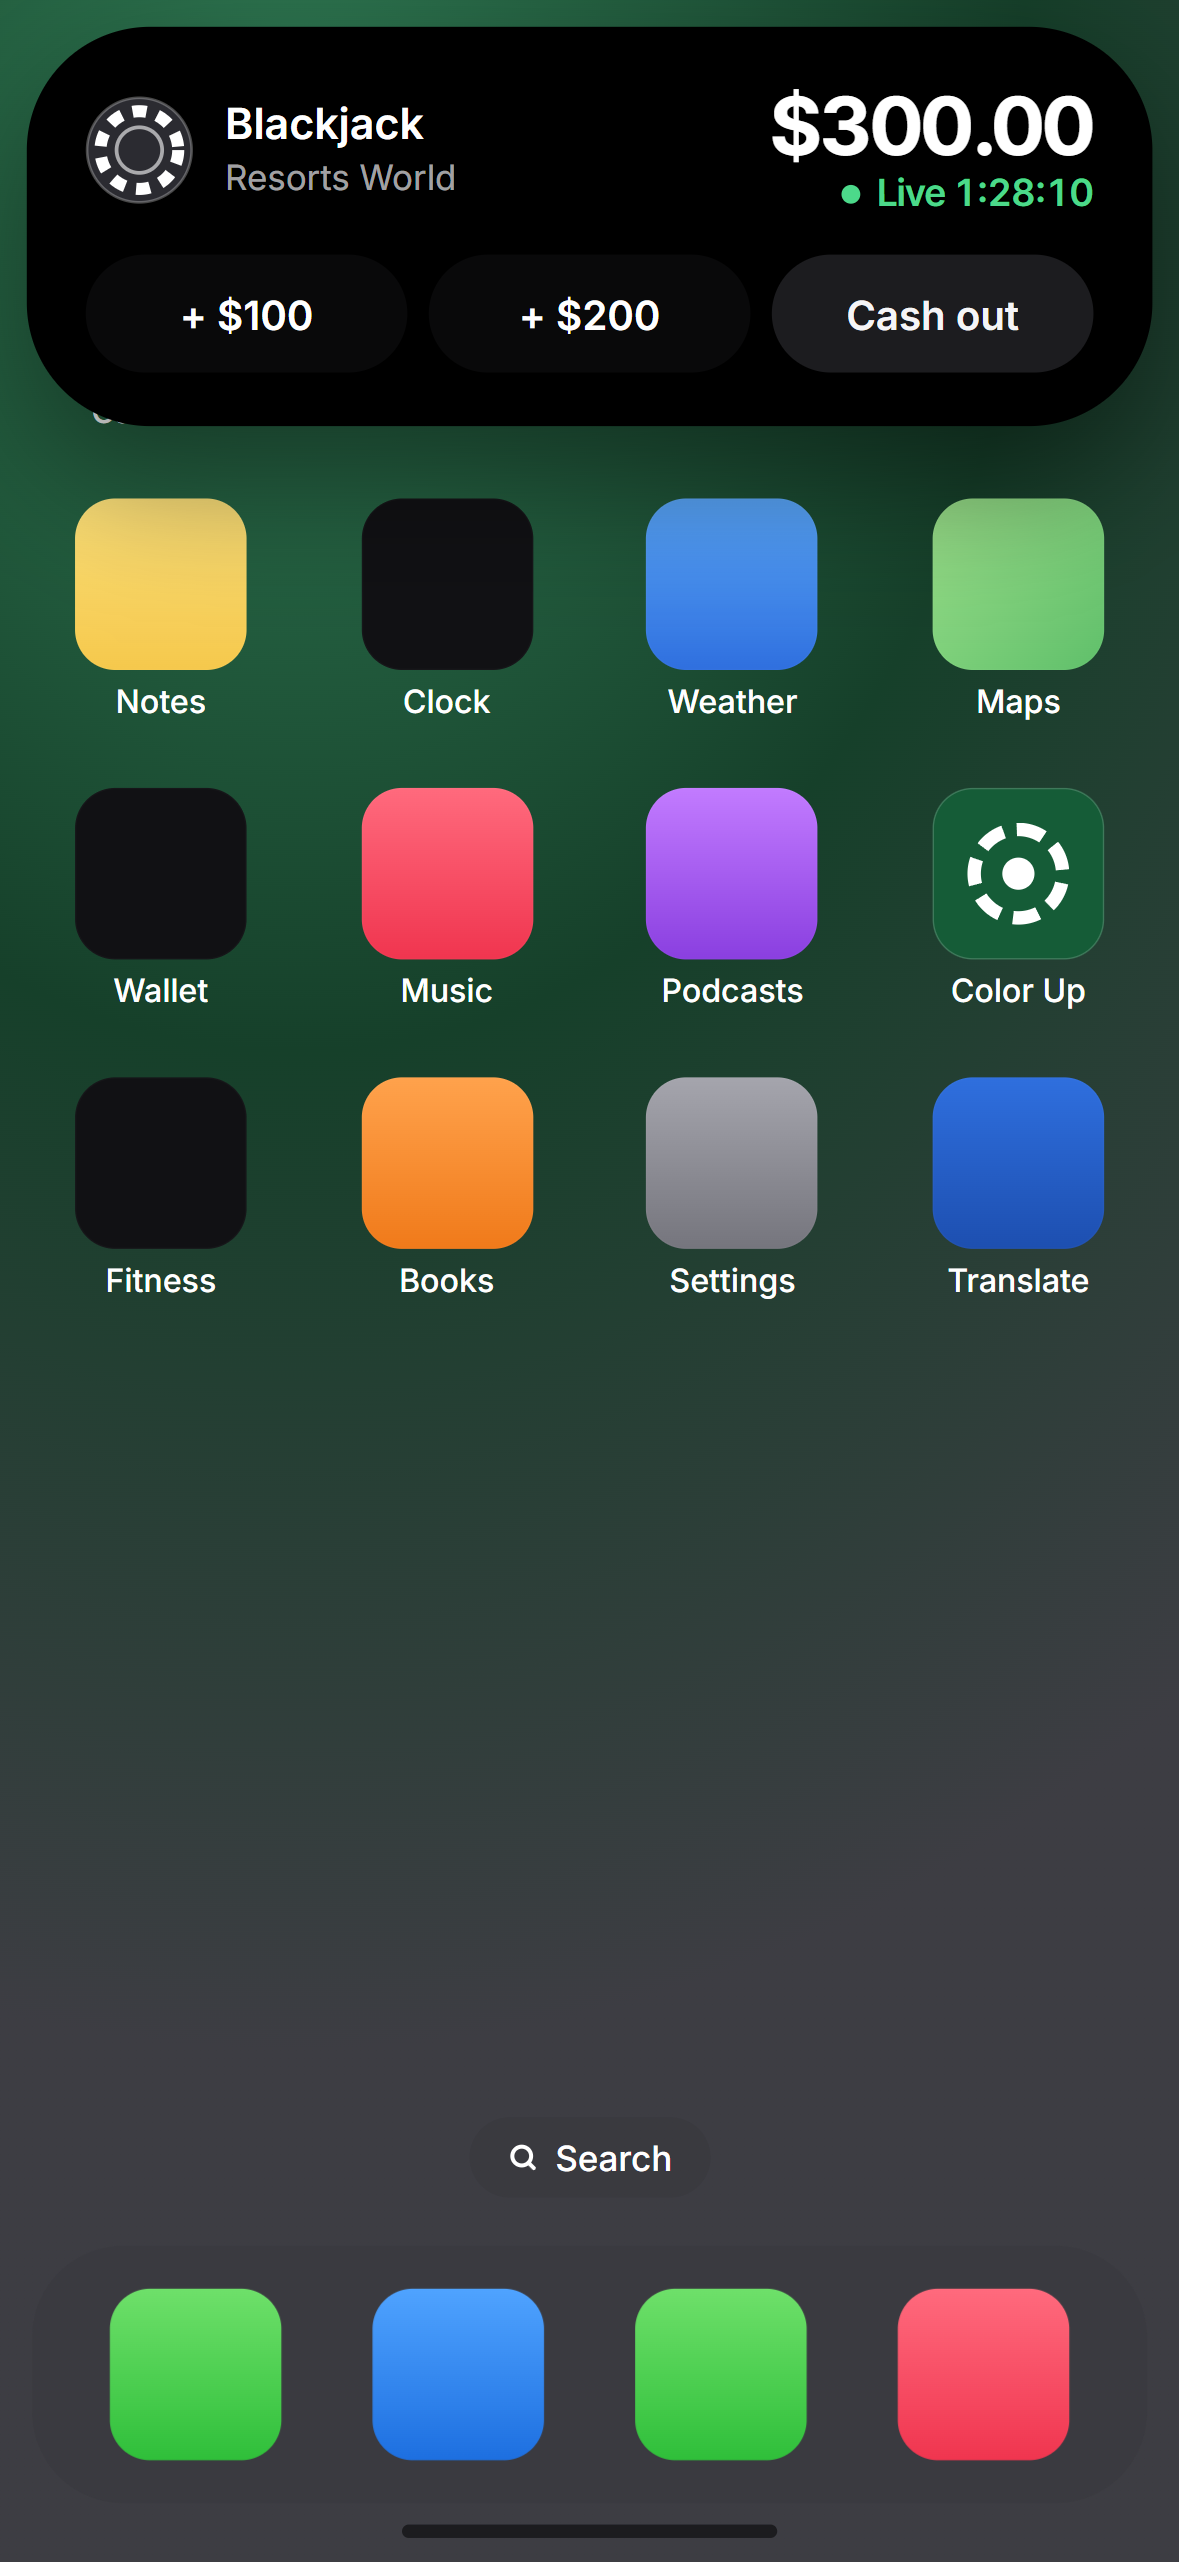 Blackjack
Resorts World
$300.00
Live 1:28:10
+ $100
+ $200
Cash out
Notes
Clock
Weather
Maps
Wallet
Music
Podcasts
Color Up
Fitness
Books
Settings
Translate
Search